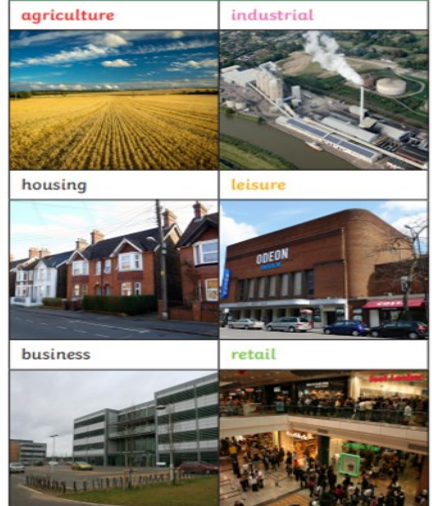 agriculture
industrial
housing
leisure
ODEON
business
retail